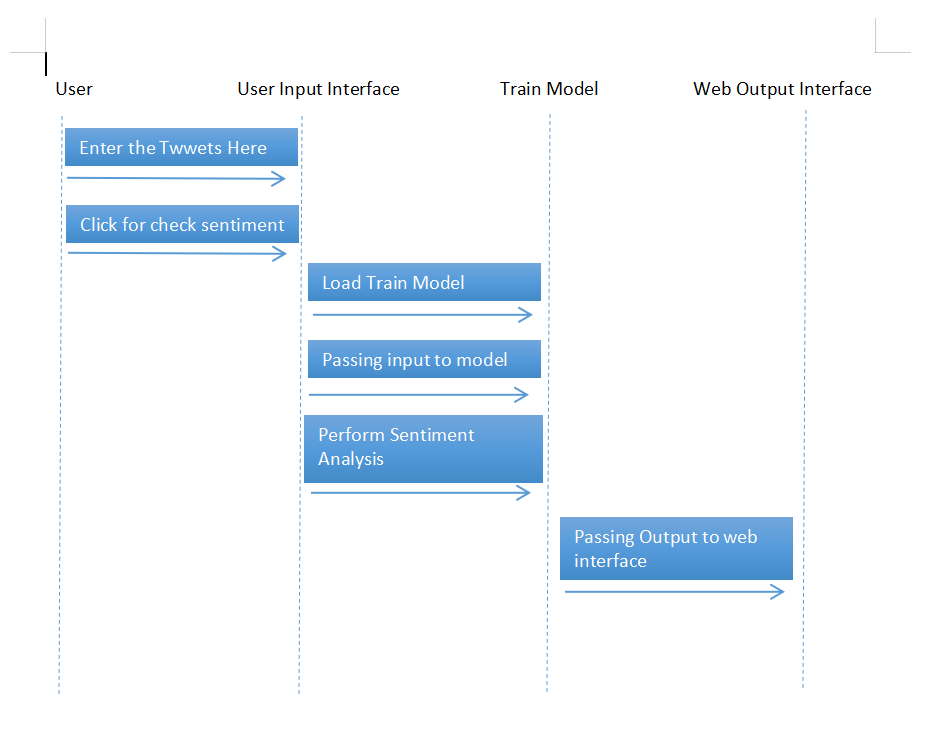 User
User Input Interface
Train Model
Web Output Interface
Enter the Twwets Here
Click for check sentiment
Load Train Model
Passing input to model
Perform Sentiment
Analysis
Passing Output to web
interface